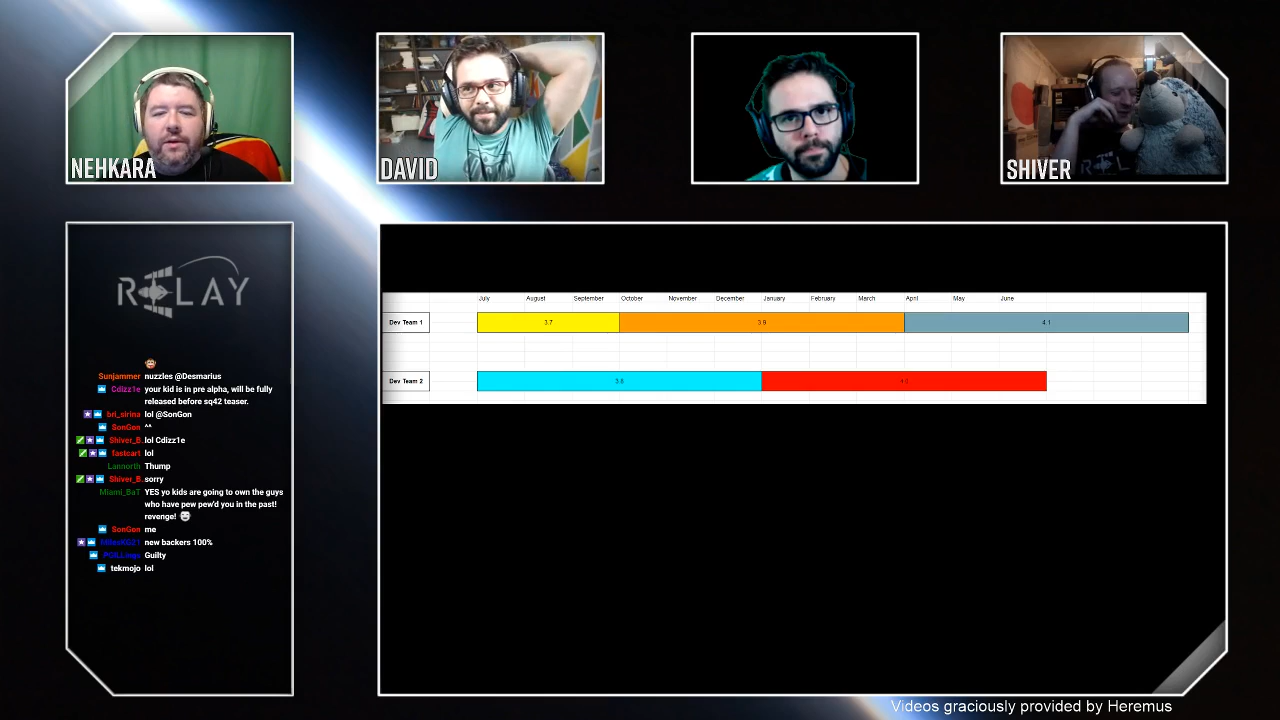 NEHKARA
DAVID
SHIVER
RELAY
Sunjammer nuzzles @Desmarius
Cdizz1e your kid is in pre alpha, will be fully
released before sq42 teaser.
bri_sirina lol @SonGon
SonGon ^^
Shiver_B. lol Cdizz1e
fastcart lol
Lannorth Thump
Shiver_B. sorry
Miami_BaT YES yo kids are going to own the guys
who have pew pew'd you in the past!
revenge!
SonGon me
new backers 100%
Guilty
tekmojo lol
July August September October November December January February March April May June
Dev Team 1 3.7 3.9 4.1
Dev Team 2 3.8
Videos graciously provided by Heremus